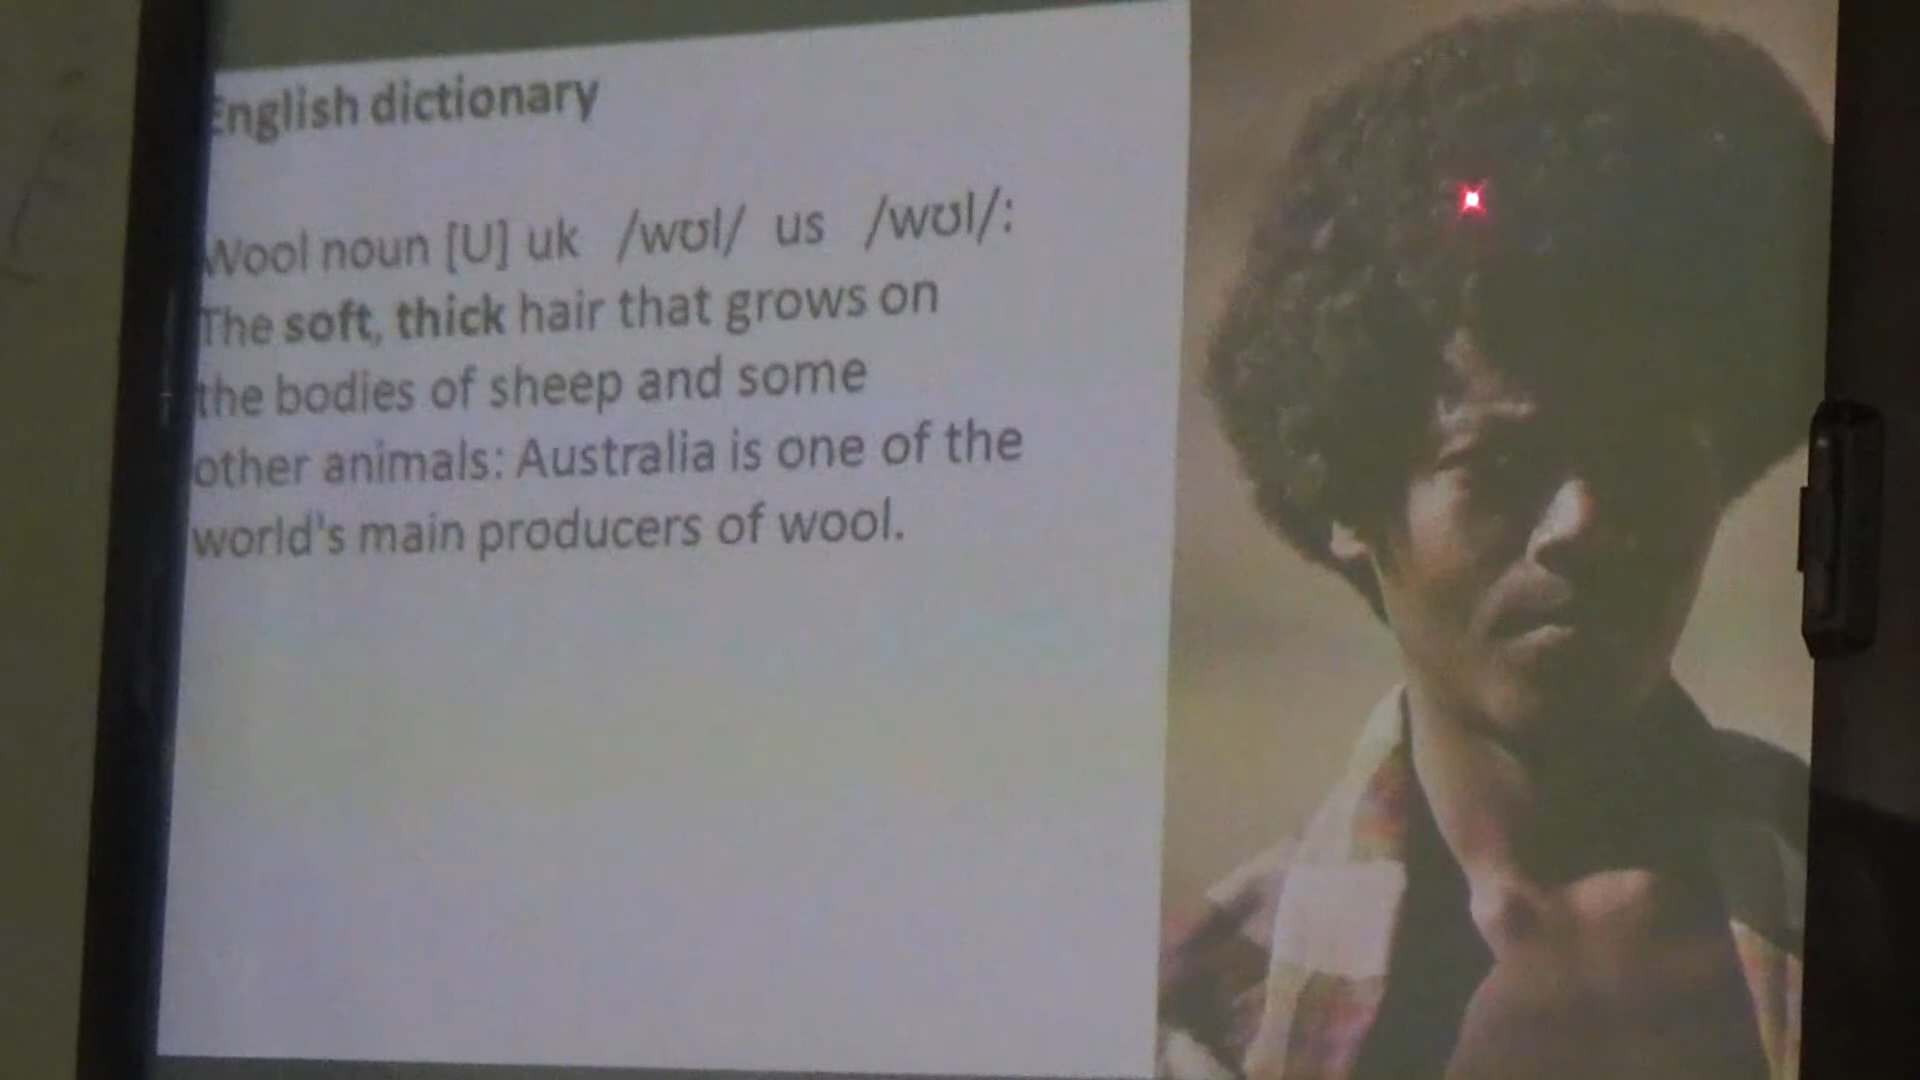 English dictionary
Wool noun [U] uk /wʊl/ us /wʊl/:
The soft, thick hair that grows on
the bodies of sheep and some
other animals: Australia is one of the
world's main producers of wool.